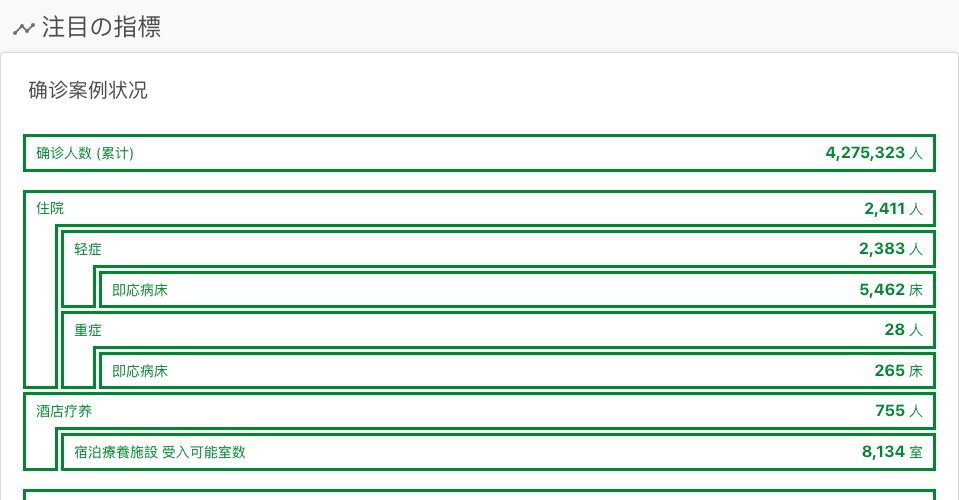 注目の指標
确诊案例状况
确诊人数 (累计) 4,275,323 人
住院 2,411 人
轻症 2,383 人
即応病床 5,462 床
重症 28 人
即応病床 265 床
酒店疗养 755 人
宿泊療養施設 受入可能室数 8,134 室